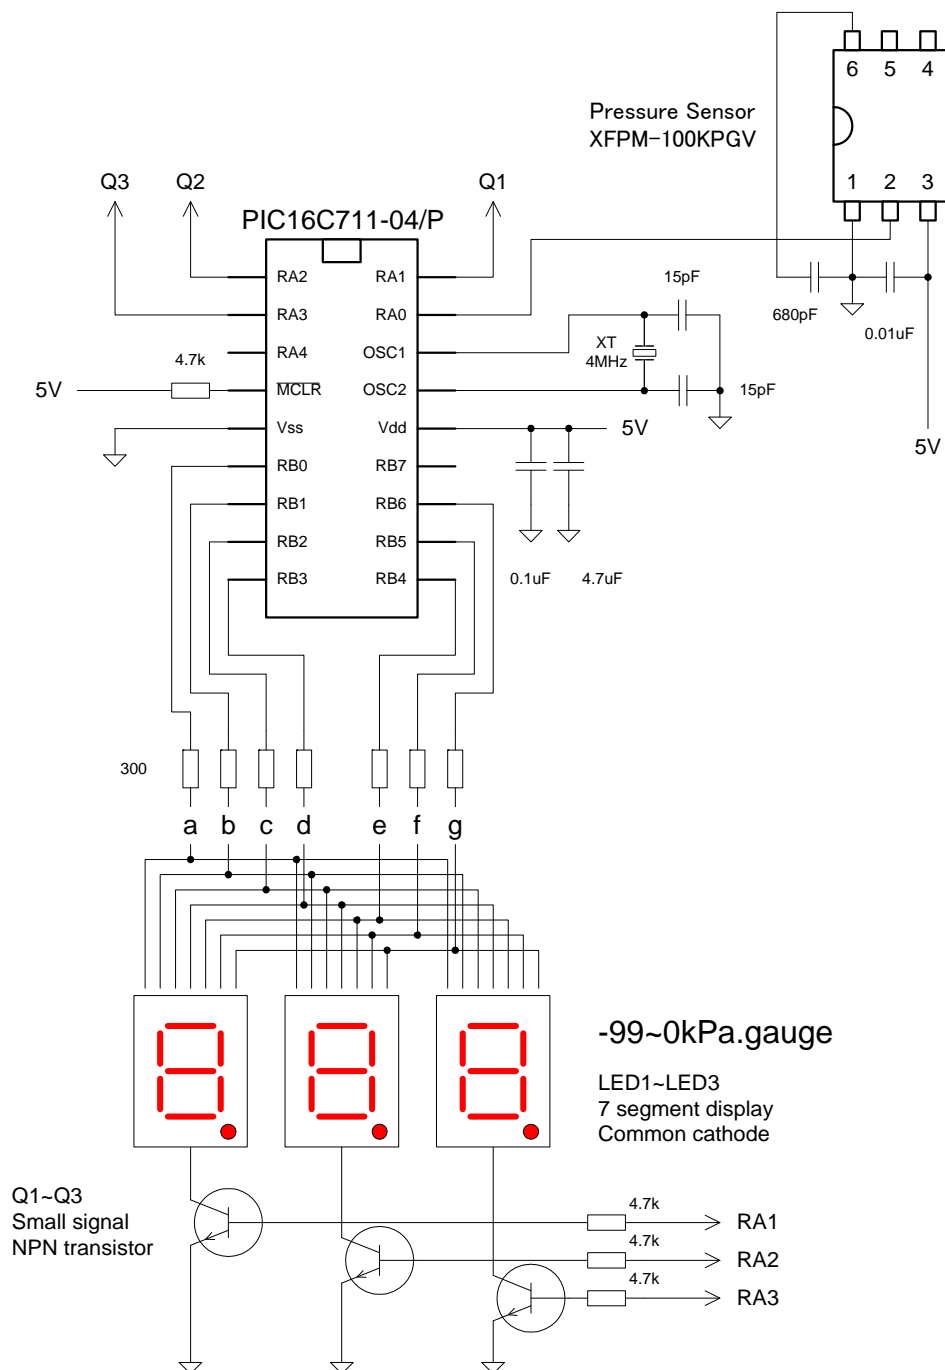 6 5 4
Pressure Sensor
XFPM-100KPGV
1 2 3
Q3 Q2 Q1
PIC16C711-04/P
RA2 RA1
15pF
RA3 RA0
680pF
0.01uF
RA4 OSC1
XT
4MHz
4.7k
5V MCLR OSC2 15pF
Vss Vdd 5V
5V
RB0 RB7
RB1 RB6
RB2 RB5
RB3 RB4 0.1uF 4.7uF
300
a b c d e f g
-99~0kPa.gauge
LED1~LED3
7 segment display
Common cathode
Q1~Q3
Small signal
NPN transistor
4.7k
RA1
4.7k
RA2
4.7k
RA3